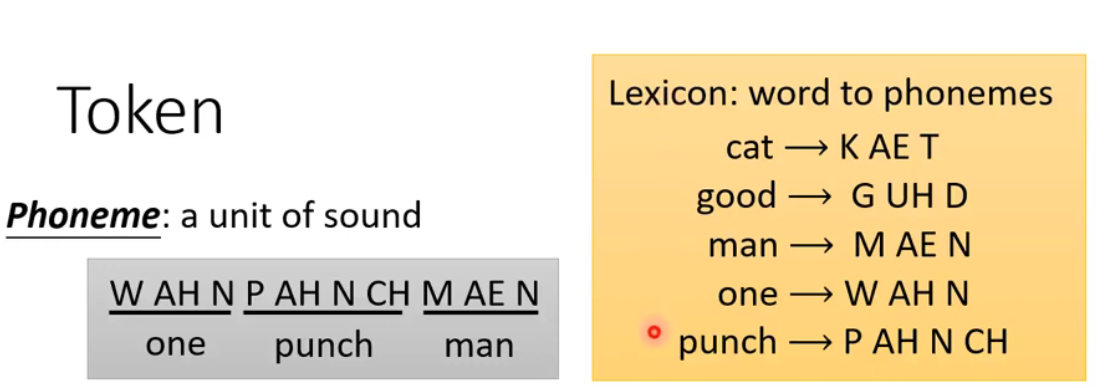 Token
Phoneme: a unit of sound
W AH N P AH N CH M AE N
one punch man
Lexicon: word to phonemes
cat → K AE T
good → G UH D
man → M AE N
one → W AH N
punch → P AH N CH